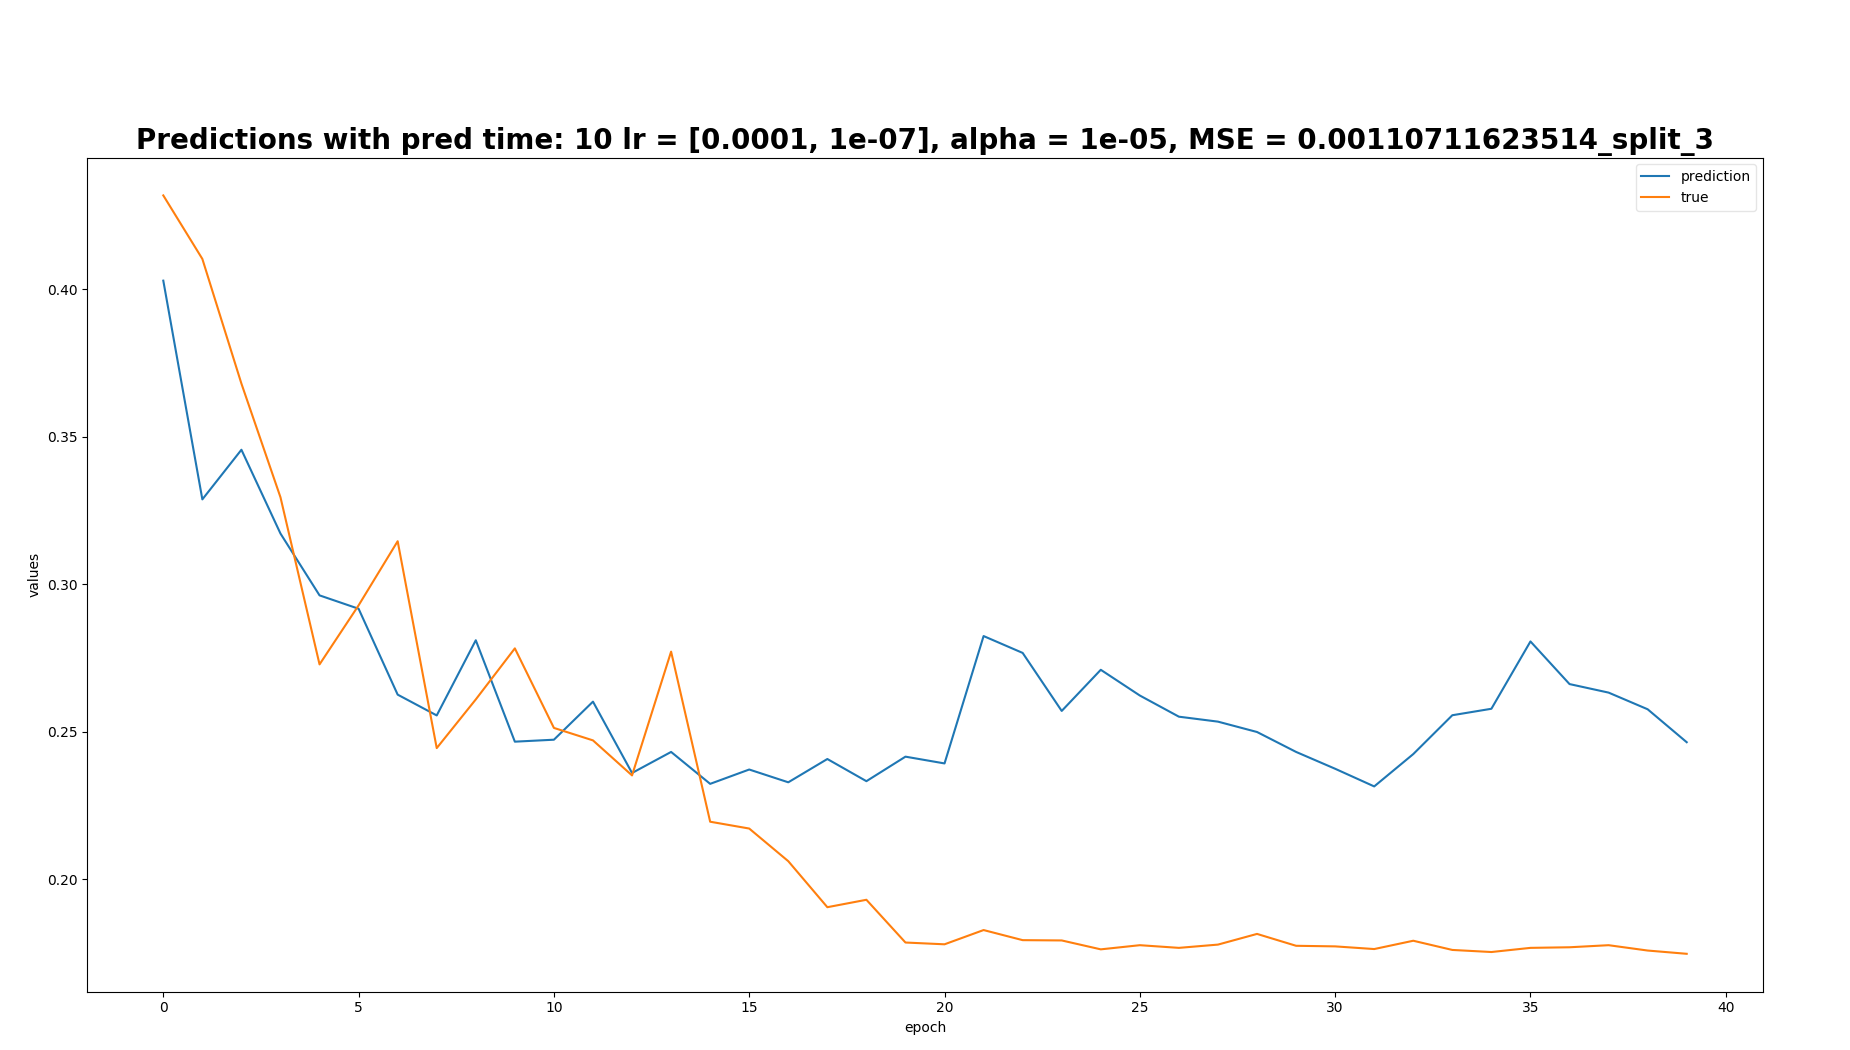 Predictions with pred time: 10 lr = [0.0001, 1e-07], alpha = 1e-05, MSE = 0.00110711623514_split_3
prediction
true
0.40
0.35
0.30
0.25
0.20
values
0 5 10 15 20 25 30 35 40
epoch